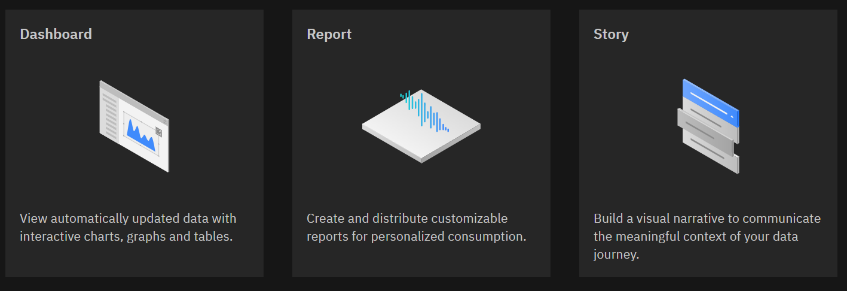 Dashboard
View automatically updated data with
interactive charts, graphs and tables.
Report
Create and distribute customizable
reports for personalized consumption.
Story
Build a visual narrative to communicate
the meaningful context of your data
journey.